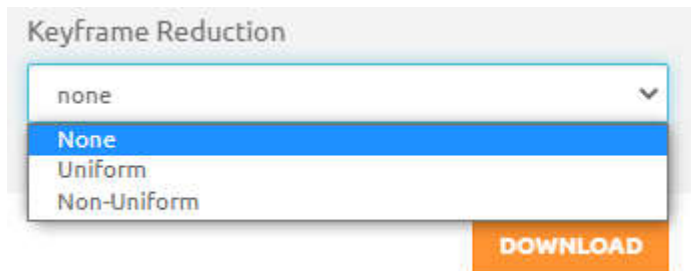 Keyframe Reduction
none
None
Uniform
Non-Uniform
DOWNLOAD